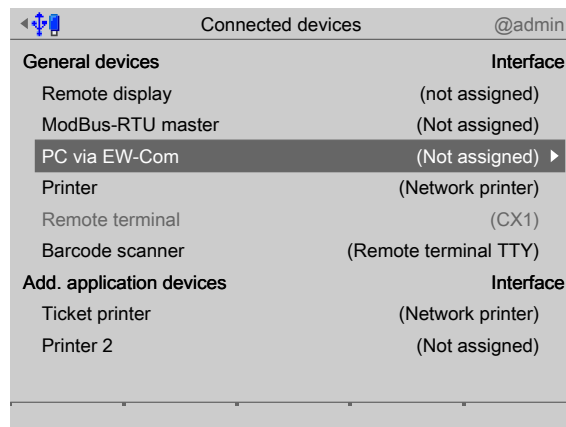 Connected devices @admin
General devices Interface
Remote display (not assigned)
ModBus-RTU master (Not assigned)
PC via EW-Com (Not assigned)
Printer (Network printer)
Remote terminal (CX1)
Barcode scanner (Remote terminal TTY)
Add. application devices Interface
Ticket printer (Network printer)
Printer 2 (Not assigned)